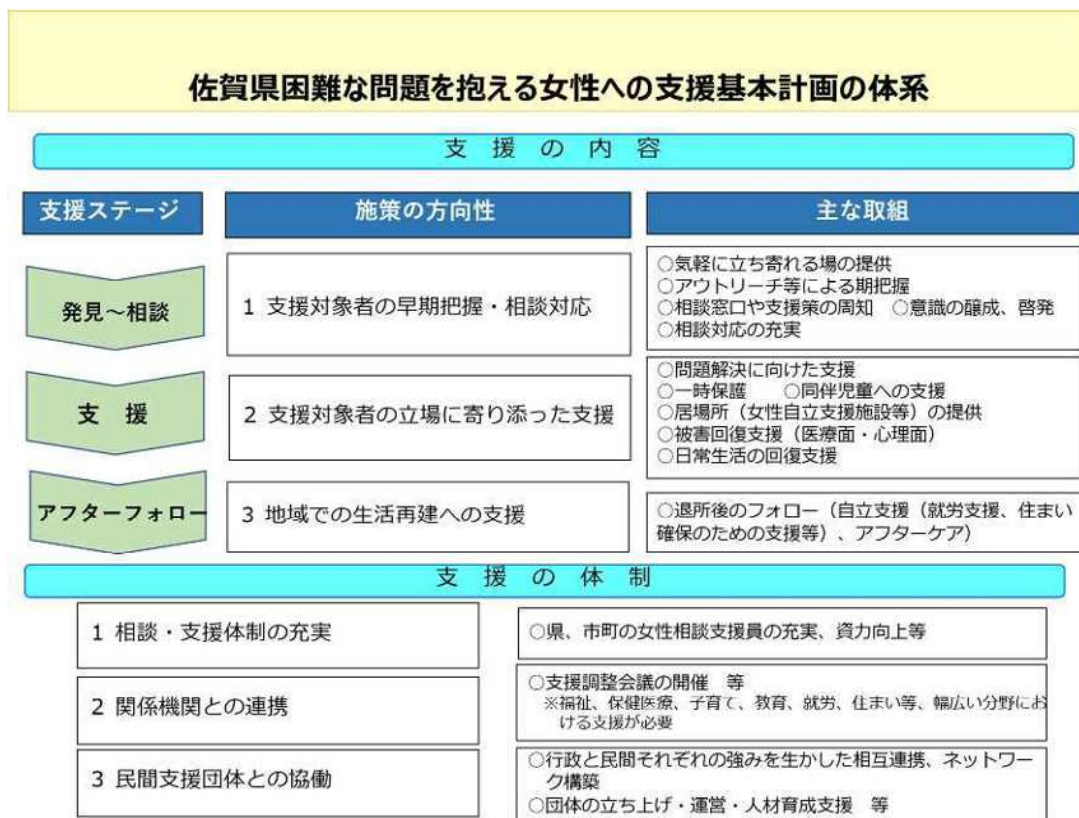 佐賀県困難な問題を抱える女性への支援基本計画の体系
支 援 の 内 容
支援ステージ
施策の方向性
主な取組
発見～相談
1 支援対象者の早期把握・相談対応
○気軽に立ち寄れる場の提供
○アウトリーチ等による期把握
○相談窓口や支援策の周知 ○意識の醸成、啓発
○相談対応の充実
支 援
2 支援対象者の立場に寄り添った支援
○問題解決に向けた支援
○一時保護 ○同伴児童への支援
○居場所（女性自立支援施設等）の提供
○被害回復支援（医療面・心理面）
○日常生活の回復支援
アフターフォロー
3 地域での生活再建への支援
○退所後のフォロー（自立支援（就労支援、住まい
確保のための支援等）、アフターケア）
支 援 の 体 制
1 相談・支援体制の充実
○県、市町の女性相談支援員の充実、資力向上等
2 関係機関との連携
○支援調整会議の開催 等
※福祉、保健医療、子育て、教育、就労、住まい等、幅広い分野にお
ける支援が必要
3 民間支援団体との協働
○行政と民間それぞれの強みを生かした相互連携、ネットワー
ク構築
○団体の立ち上げ・運営・人材育成支援 等